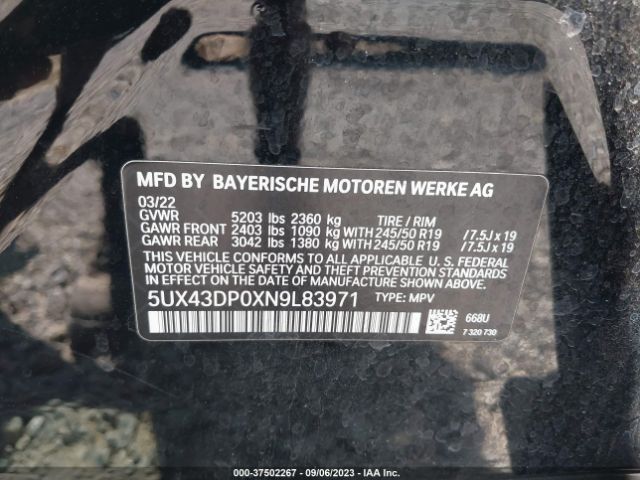 MFD BY BAYERISCHE MOTOREN WERKE AG
03/22
GVWR 5203 lbs 2360 kg TIRE / RIM
GAWR FRONT 2403 lbs 1090 kg WITH 245/50 R19 / 7.5J x 19
GAWR REAR 3042 lbs 1380 kg WITH 245/50 R19 / 7.5J x 19
THIS VEHICLE CONFORMS TO ALL APPLICABLE U. S. FEDERAL
MOTOR VEHICLE SAFETY, BUMPER, AND THEFT PREVENTION STANDARDS
IN EFFECT ON THE DATE OF MANUFACTURE SHOWN ABOVE.
5UX43DP0XN9L83971 TYPE: MPV
668U
7 320 730
000-37502267 - 09/06/2023 - IAA Inc.